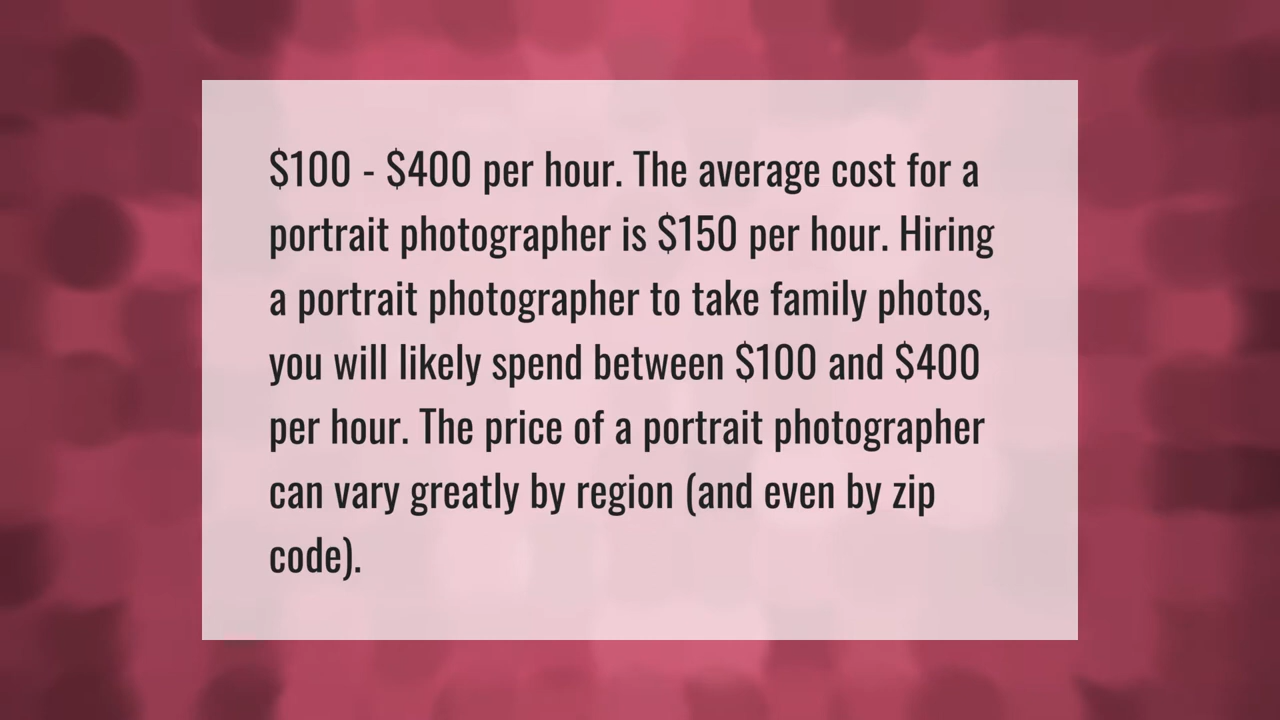 $100 - $400 per hour. The average cost for a
portrait photographer is $150 per hour. Hiring
a portrait photographer to take family photos,
you will likely spend between $100 and $400
per hour. The price of a portrait photographer
can vary greatly by region (and even by zip
code).